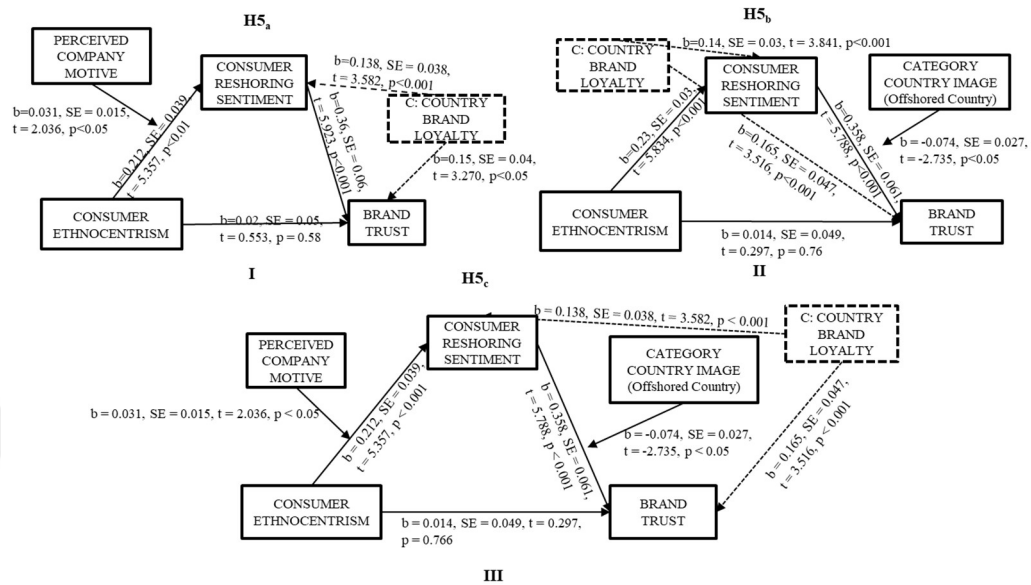 H5a
PERCEIVED
COMPANY
MOTIVE
CONSUMER
RESHORING
SENTIMENT
b=0.138, SE = 0.038,
t = 3.582, p<0.001
C: COUNTRY
BRAND
LOYALTY
b=0.031, SE = 0.015,
t = 2.036, p<0.05
b=0.212, SE = 0.039,
t = 5.357, p<0.01
b=0.36, SE = 0.06,
t = 5.923, p<0.001
b=0.15, SE = 0.04,
t = 3.270, p<0.05
CONSUMER
ETHNOCENTRISM
b=0.02, SE = 0.05,
t = 0.553, p = 0.58
BRAND
TRUST
I
H5b
b=0.14, SE = 0.03, t = 3.841, p<0.001
C: COUNTRY
BRAND
LOYALTY
CONSUMER
RESHORING
SENTIMENT
CATEGORY
COUNTRY IMAGE
(Offshored Country)
b=0.23, SE = 0.03,
t = 5.834, p<0.001
b=0.165, SE = 0.047,
t = 3.516,
p<0.001
b=0.358, SE = 0.061,
t = 5.788, p<0.001
b = -0.074, SE = 0.027,
t = -2.735, p<0.05
CONSUMER
ETHNOCENTRISM
b = 0.014, SE = 0.049,
t = 0.297, p = 0.76
BRAND
TRUST
II
H5c
b = 0.138, SE = 0.038, t = 3.582, p < 0.001
PERCEIVED
COMPANY
MOTIVE
CONSUMER
RESHORING
SENTIMENT
CATEGORY
COUNTRY IMAGE
(Offshored Country)
C: COUNTRY
BRAND
LOYALTY
b = 0.031, SE = 0.015, t = 2.036, p < 0.05
b = 0.212, SE = 0.039,
t = 5.357, p < 0.001
b = 0.358, SE = 0.061,
t = 5.788, p < 0.001
b = -0.074, SE = 0.027,
t = -2.735, p < 0.05
b = 0.165, SE = 0.047,
t = 3.516, p < 0.001
CONSUMER
ETHNOCENTRISM
b = 0.014, SE = 0.049, t = 0.297,
p = 0.766
BRAND
TRUST
III